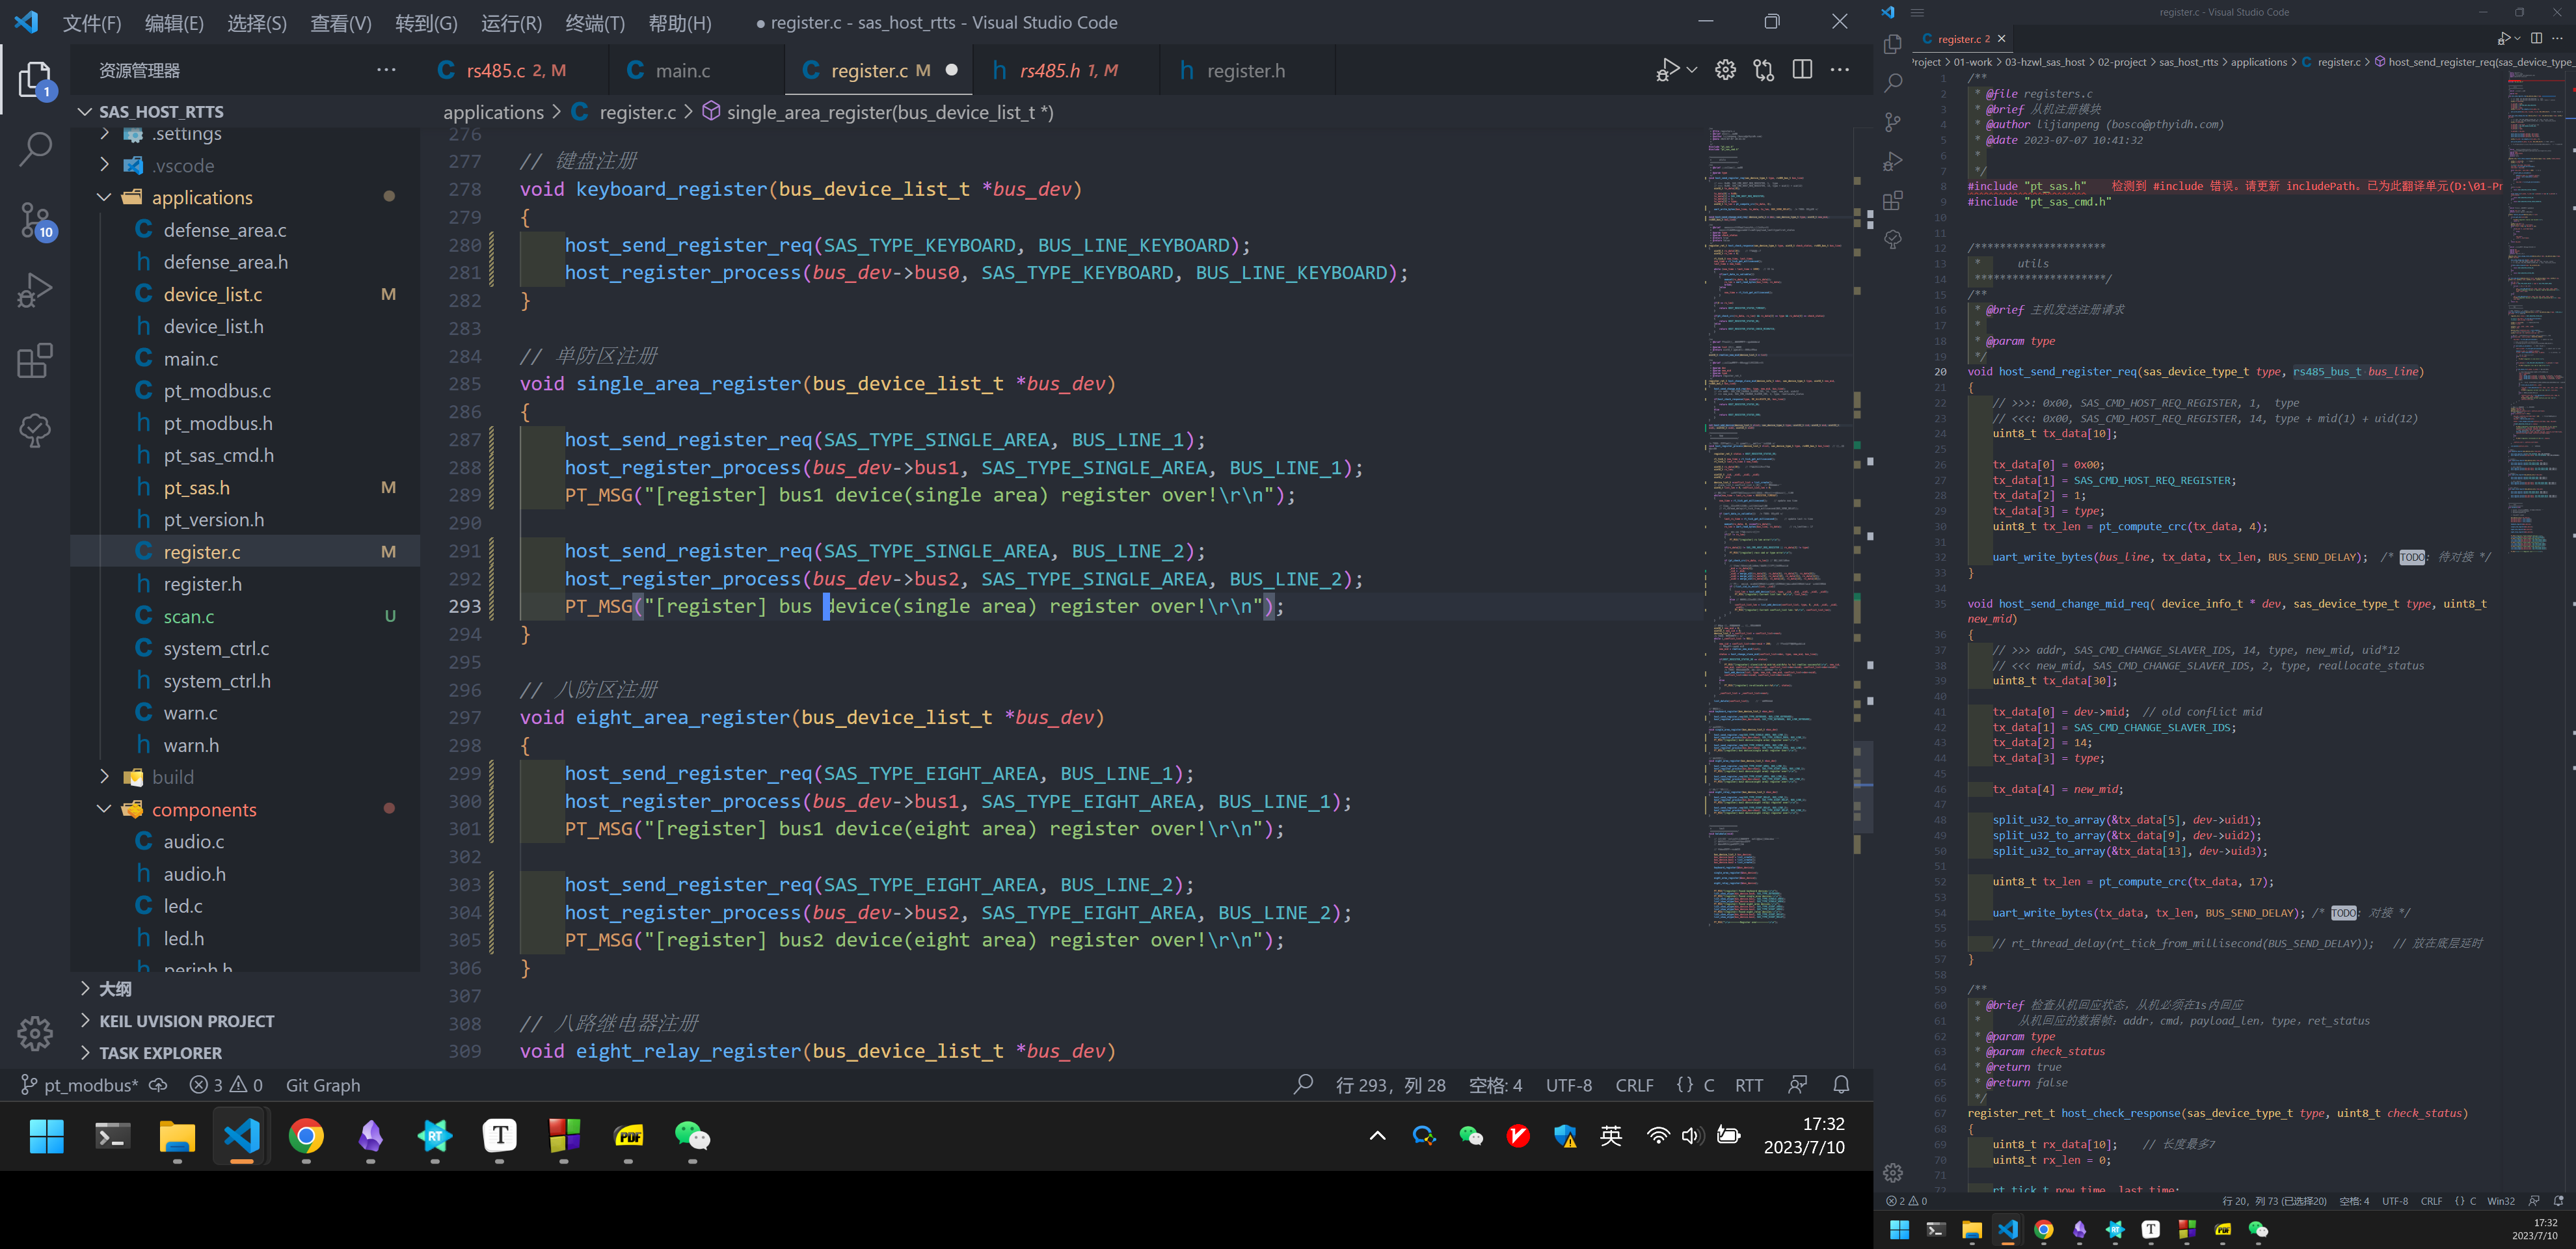 文件(F) 编辑(E) 选择(S) 查看(V) 转到(G) 运行(R) 终端(T) 帮助(H) ● register.c - sas_host_rtts - Visual Studio Code
资源管理器 ···
SAS_HOST_RTTS
.settings
.vscode
applications
defense_area.c
defense_area.h
device_list.c M
device_list.h
main.c
pt_modbus.c
pt_modbus.h
pt_sas_cmd.h
pt_sas.h M
pt_version.h
register.c M
register.h
scan.c U
system_ctrl.c
system_ctrl.h
warn.c
warn.h
build
components
audio.c
audio.h
led.c
led.h
periph.h
大纲
KEIL UVISION PROJECT
TASK EXPLORER
1
10
rs485.c 2, M main.c register.c M rs485.h 1, M register.h
applications > register.c > single_area_register(bus_device_list_t *)
276
277 // 键盘注册
278 void keyboard_register(bus_device_list_t *bus_dev)
279 {
280 host_send_register_req(SAS_TYPE_KEYBOARD, BUS_LINE_KEYBOARD);
281 host_register_process(bus_dev->bus0, SAS_TYPE_KEYBOARD, BUS_LINE_KEYBOARD);
282 }
283
284 // 单防区注册
285 void single_area_register(bus_device_list_t *bus_dev)
286 {
287 host_send_register_req(SAS_TYPE_SINGLE_AREA, BUS_LINE_1);
288 host_register_process(bus_dev->bus1, SAS_TYPE_SINGLE_AREA, BUS_LINE_1);
289 PT_MSG("[register] bus1 device(single area) register over!\r\n");
290
291 host_send_register_req(SAS_TYPE_SINGLE_AREA, BUS_LINE_2);
292 host_register_process(bus_dev->bus2, SAS_TYPE_SINGLE_AREA, BUS_LINE_2);
293 PT_MSG("[register] bus device(single area) register over!\r\n");
294 }
295
296 // 八防区注册
297 void eight_area_register(bus_device_list_t *bus_dev)
298 {
299 host_send_register_req(SAS_TYPE_EIGHT_AREA, BUS_LINE_1);
300 host_register_process(bus_dev->bus1, SAS_TYPE_EIGHT_AREA, BUS_LINE_1);
301 PT_MSG("[register] bus1 device(eight area) register over!\r\n");
302
303 host_send_register_req(SAS_TYPE_EIGHT_AREA, BUS_LINE_2);
304 host_register_process(bus_dev->bus2, SAS_TYPE_EIGHT_AREA, BUS_LINE_2);
305 PT_MSG("[register] bus2 device(eight area) register over!\r\n");
306 }
307
308 // 八路继电器注册
309 void eight_relay_register(bus_device_list_t *bus_dev)
pt_modbus* 3 0 Git Graph 行 293，列 28 空格: 4 UTF-8 CRLF {} C RTT
英 17:32
2023/7/10
register.c - Visual Studio Code
register.c 2
Project > 01-work > 03-hzwl_sas_host > 02-project > sas_host_rtts > applications > register.c > host_send_register_req(sas_device_type_
1 /**
2 * @file registers.c
3 * @brief 从机注册模块
4 * @author lijianpeng (bosco@pthyidh.com)
5 * @date 2023-07-07 10:41:32
6 *
7 */
8 #include "pt_sas.h" 检测到 #include 错误。请更新 includePath。已为此翻译单元(D:\01-Pr
9 #include "pt_sas_cmd.h"
10
11
12 /*********************
13 * utils
14 *********************/
15 /**
16 * @brief 主机发送注册请求
17 *
18 * @param type
19 */
20 void host_send_register_req(sas_device_type_t type, rs485_bus_t bus_line)
21 {
22 // >>>: 0x00, SAS_CMD_HOST_REQ_REGISTER, 1, type
23 // <<<: 0x00, SAS_CMD_HOST_REQ_REGISTER, 14, type + mid(1) + uid(12)
24 uint8_t tx_data[10];
25
26 tx_data[0] = 0x00;
27 tx_data[1] = SAS_CMD_HOST_REQ_REGISTER;
28 tx_data[2] = 1;
29 tx_data[3] = type;
30 uint8_t tx_len = pt_compute_crc(tx_data, 4);
31
32 uart_write_bytes(bus_line, tx_data, tx_len, BUS_SEND_DELAY); /* TODO: 待对接 */
33 }
34
35 void host_send_change_mid_req( device_info_t * dev, sas_device_type_t type, uint8_t
new_mid)
36 {
37 // >>> addr, SAS_CMD_CHANGE_SLAVER_IDS, 14, type, new_mid, uid*12
38 // <<< new_mid, SAS_CMD_CHANGE_SLAVER_IDS, 2, type, reallocate_status
39 uint8_t tx_data[30];
40
41 tx_data[0] = dev->mid; // old conflict mid
42 tx_data[1] = SAS_CMD_CHANGE_SLAVER_IDS;
43 tx_data[2] = 14;
44 tx_data[3] = type;
45
46 tx_data[4] = new_mid;
47
48 split_u32_to_array(&tx_data[5], dev->uid1);
49 split_u32_to_array(&tx_data[9], dev->uid2);
50 split_u32_to_array(&tx_data[13], dev->uid3);
51
52 uint8_t tx_len = pt_compute_crc(tx_data, 17);
53
54 uart_write_bytes(tx_data, tx_len, BUS_SEND_DELAY); /* TODO: 对接 */
55
56 // rt_thread_delay(rt_tick_from_millisecond(BUS_SEND_DELAY)); // 放在底层延时
57 }
58
59 /**
60 * @brief 检查从机回应状态，从机必须在1s内回应
61 * 从机回应的数据帧：addr，cmd，payload_len，type，ret_status
62 * @param type
63 * @param check_status
64 * @return true
65 * @return false
66 */
67 register_ret_t host_check_response(sas_device_type_t type, uint8_t check_status)
68 {
69 uint8_t rx_data[10]; // 长度最多7
70 uint8_t rx_len = 0;
71
72 rt_tick_t now_time, last_time;
2 0 行 20，列 73 (已选择20) 空格: 4 UTF-8 CRLF {} C Win32
17:32
2023/7/10